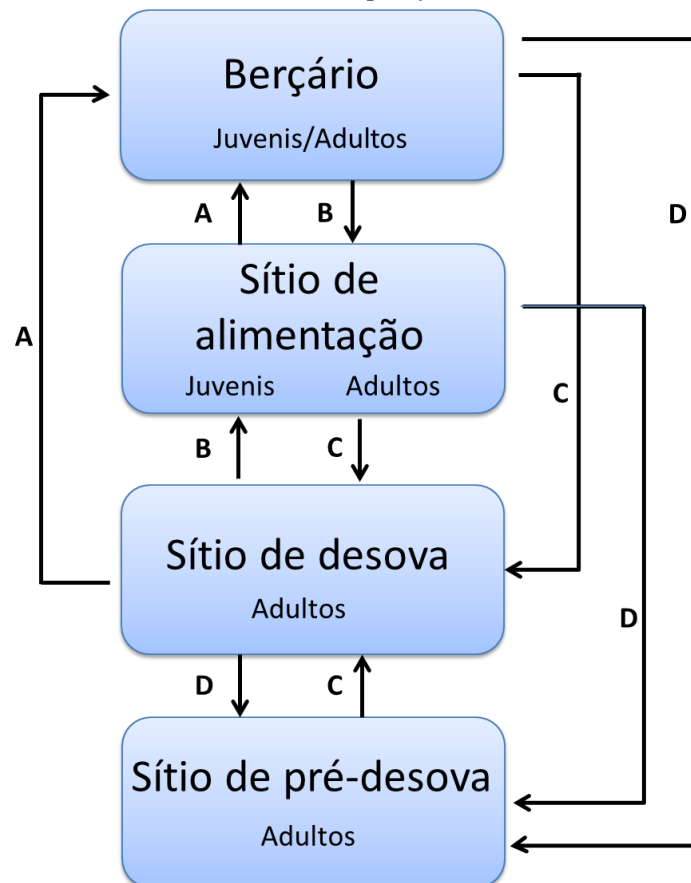 Berçário
Juvenis/Adultos
A
B
D
Sítio de
alimentação
Juvenis Adultos
A
C
B
C
Sítio de desova
Adultos
D
D
C
Sítio de pré-desova
Adultos